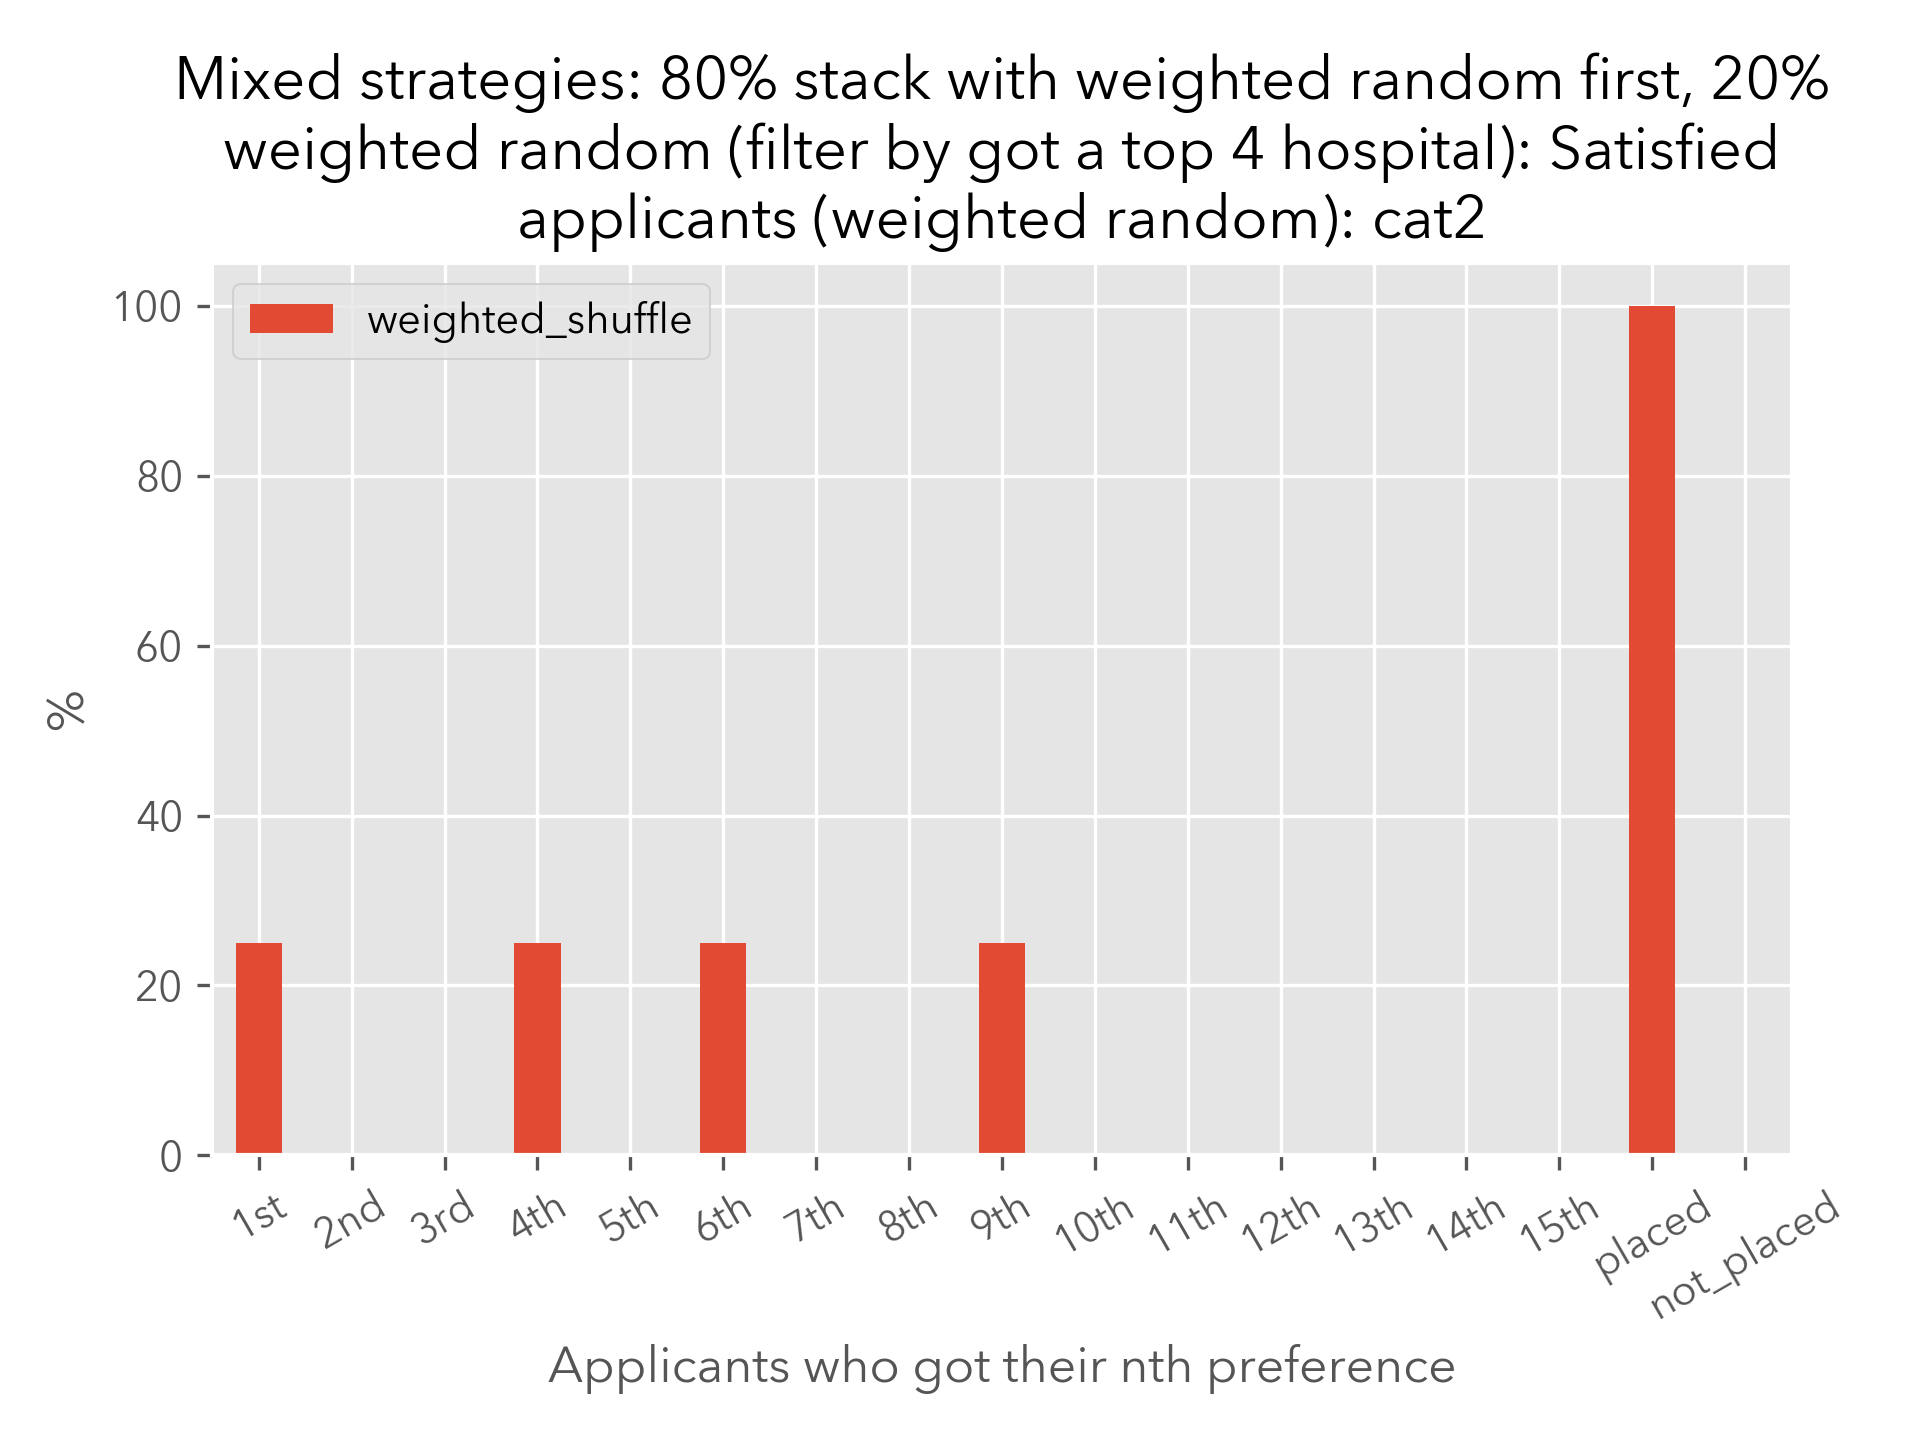 Mixed strategies: 80% stack with weighted random first, 20%
weighted random (filter by got a top 4 hospital): Satisfied
applicants (weighted random): cat2
weighted_shuffle
100
80
60
40
20
0
%
1st
2nd
3rd
4th
5th
6th
7th
8th
9th
10th
11th
12th
13th
14th
15th
placed
not_placed
Applicants who got their nth preference